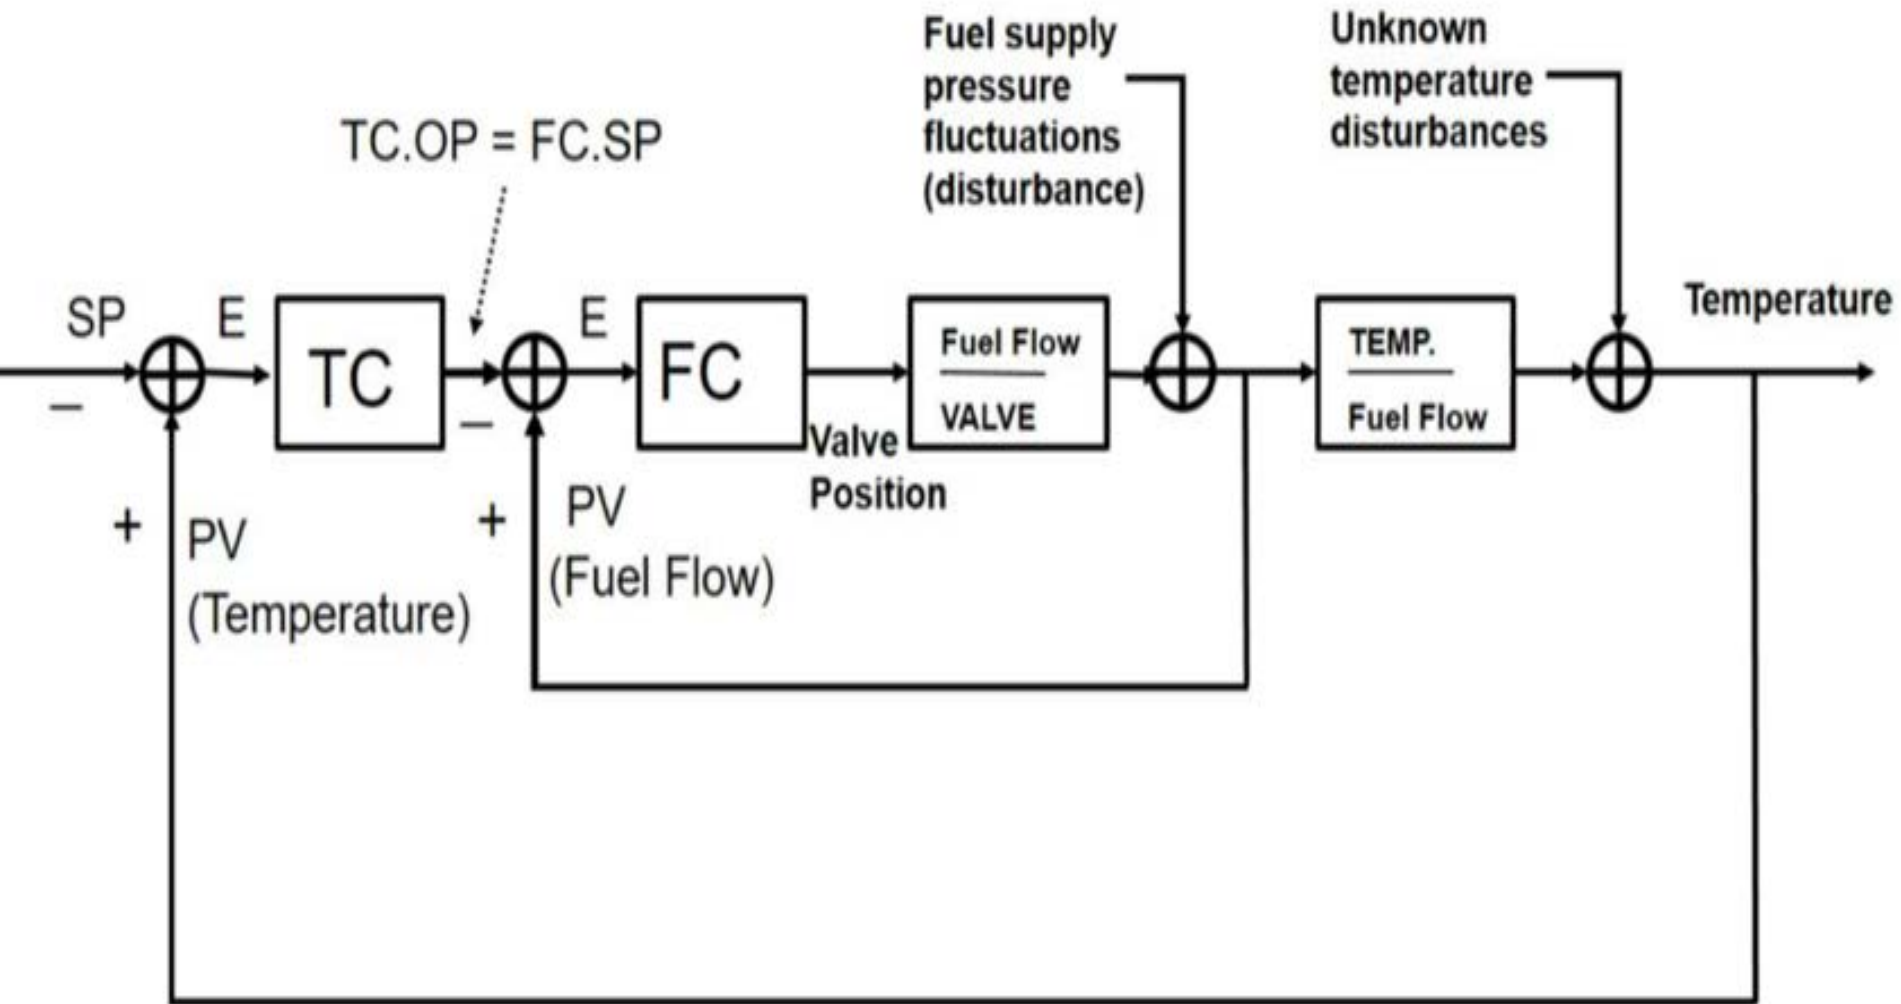 Fuel supply
pressure
fluctuations
(disturbance)
Unknown
temperature
disturbances
TC.OP = FC.SP
SP
E
TC
E
FC
Fuel Flow
VALVE
TEMP.
Fuel Flow
Temperature
–
–
Valve
Position
+
PV
(Temperature)
+
PV
(Fuel Flow)